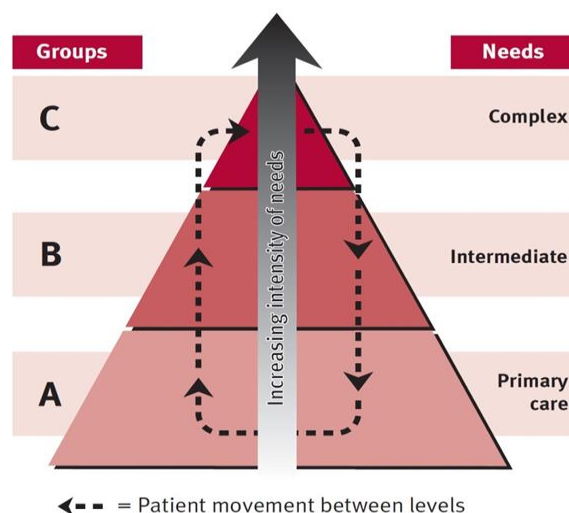 Groups
Needs
C
Complex
Increasing intensity of needs
B
Intermediate
A
Primary
care
= Patient movement between levels